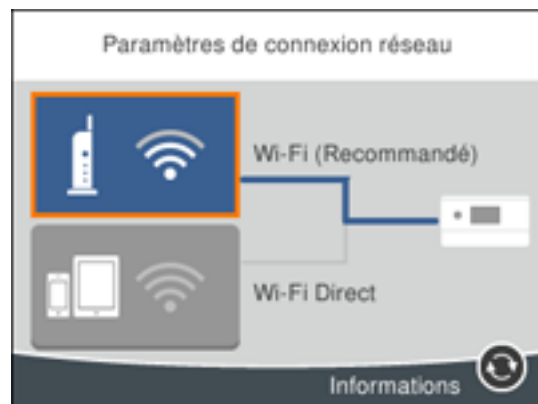 Paramètres de connexion réseau
Wi-Fi (Recommandé)
Wi-Fi Direct
Informations